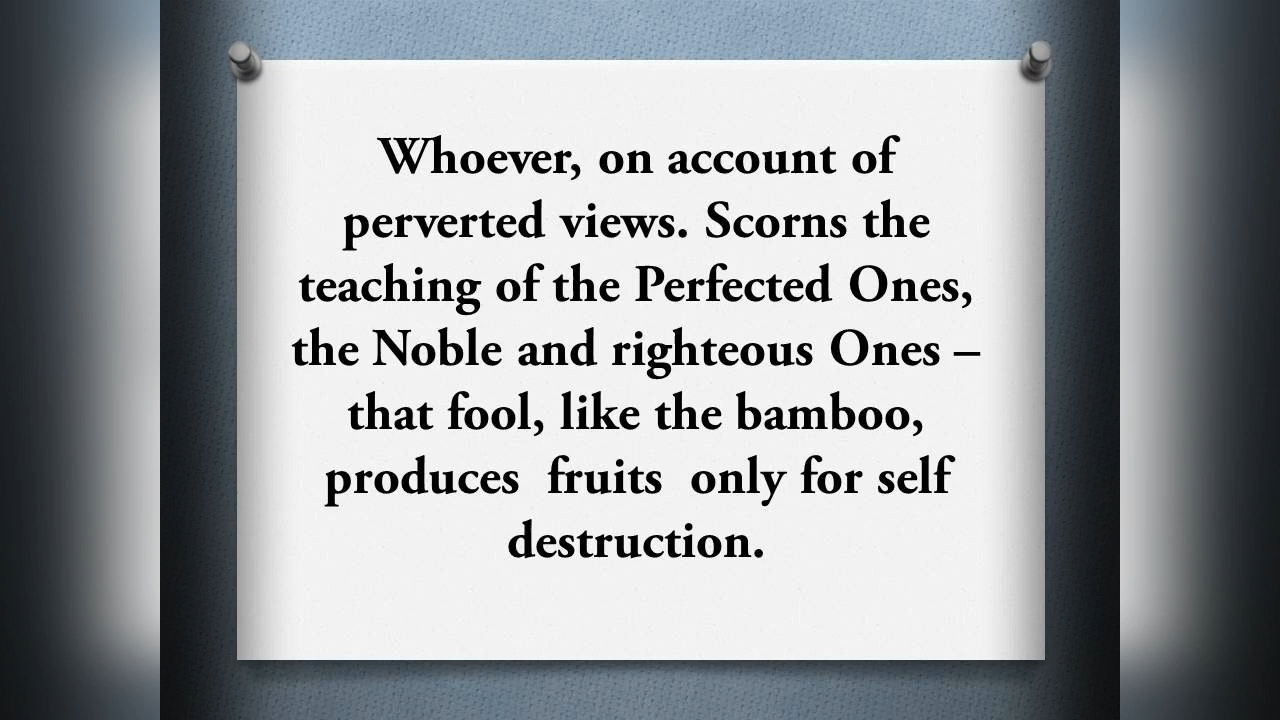 Whoever, on account of
perverted views. Scorns the
teaching of the Perfected Ones,
the Noble and righteous Ones –
that fool, like the bamboo,
produces  fruits  only for self
destruction.